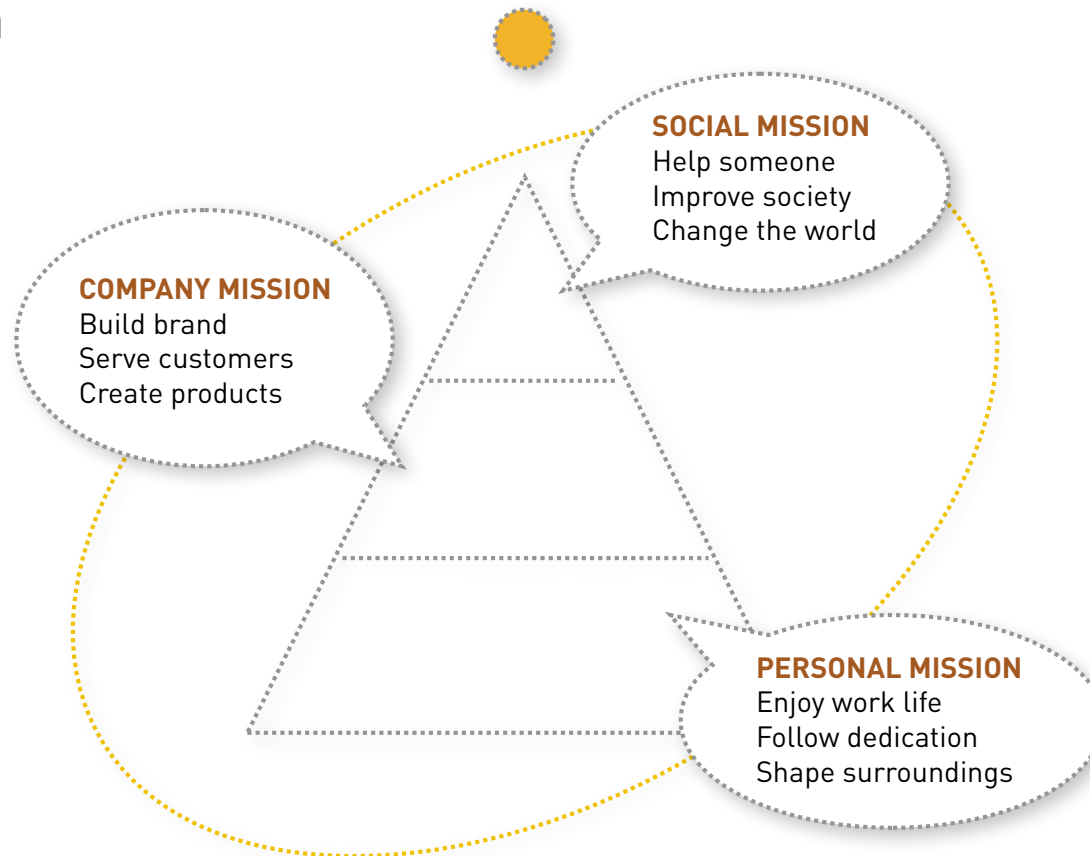 SOCIAL MISSION
Help someone
Improve society
Change the world
COMPANY MISSION
Build brand
Serve customers
Create products
PERSONAL MISSION
Enjoy work life
Follow dedication
Shape surroundings